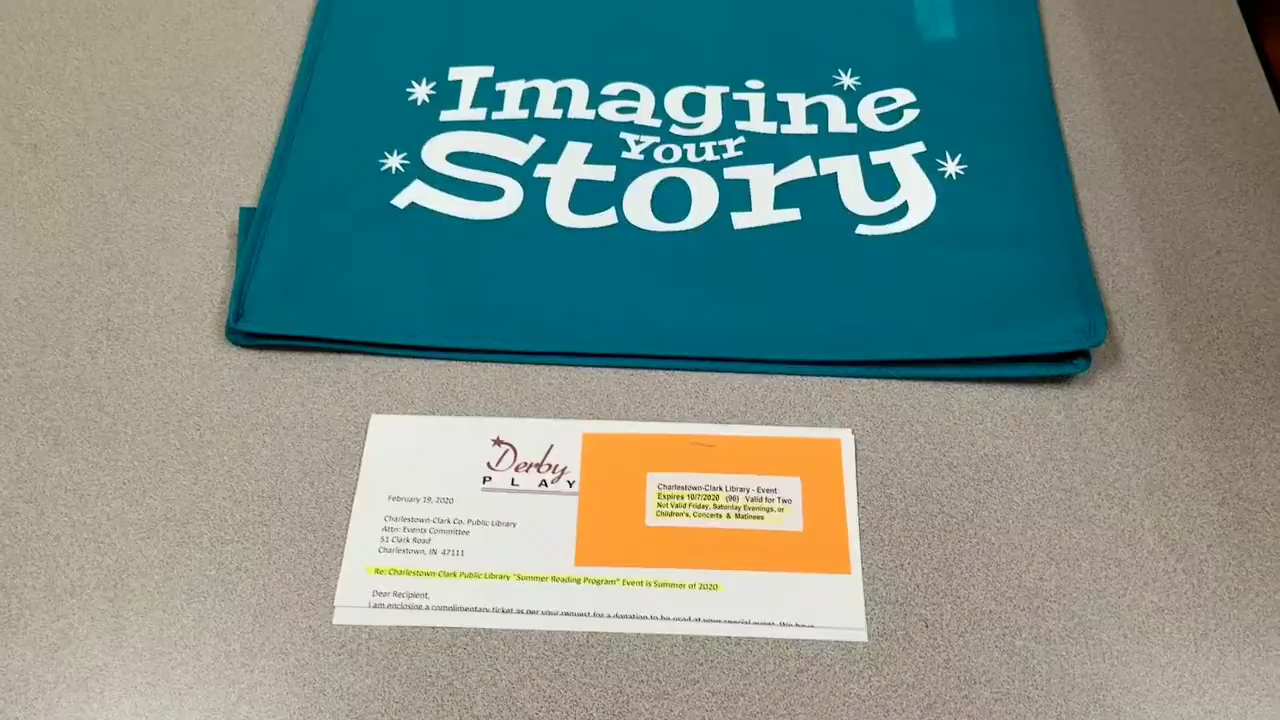 Imagine
Your
Story
Derby
PLAY
February 19, 2020
Charlestown-Clark Co. Public Library
Attn: Events Committee
51 Clark Road
Charlestown, IN 47111
Re: Charlestown-Clark Public Library "Summer Reading Program" Event is Summer of 2020
Dear Recipient,
I am enclosing a complimentary ticket as per your request for a donation to be used at your special event. We have
Charlestown-Clark Library - Event
Expires 10/7/2020 (96) Valid for Two
Not Valid Friday, Saturday Evenings, or
Children's, Concerts & Matinees